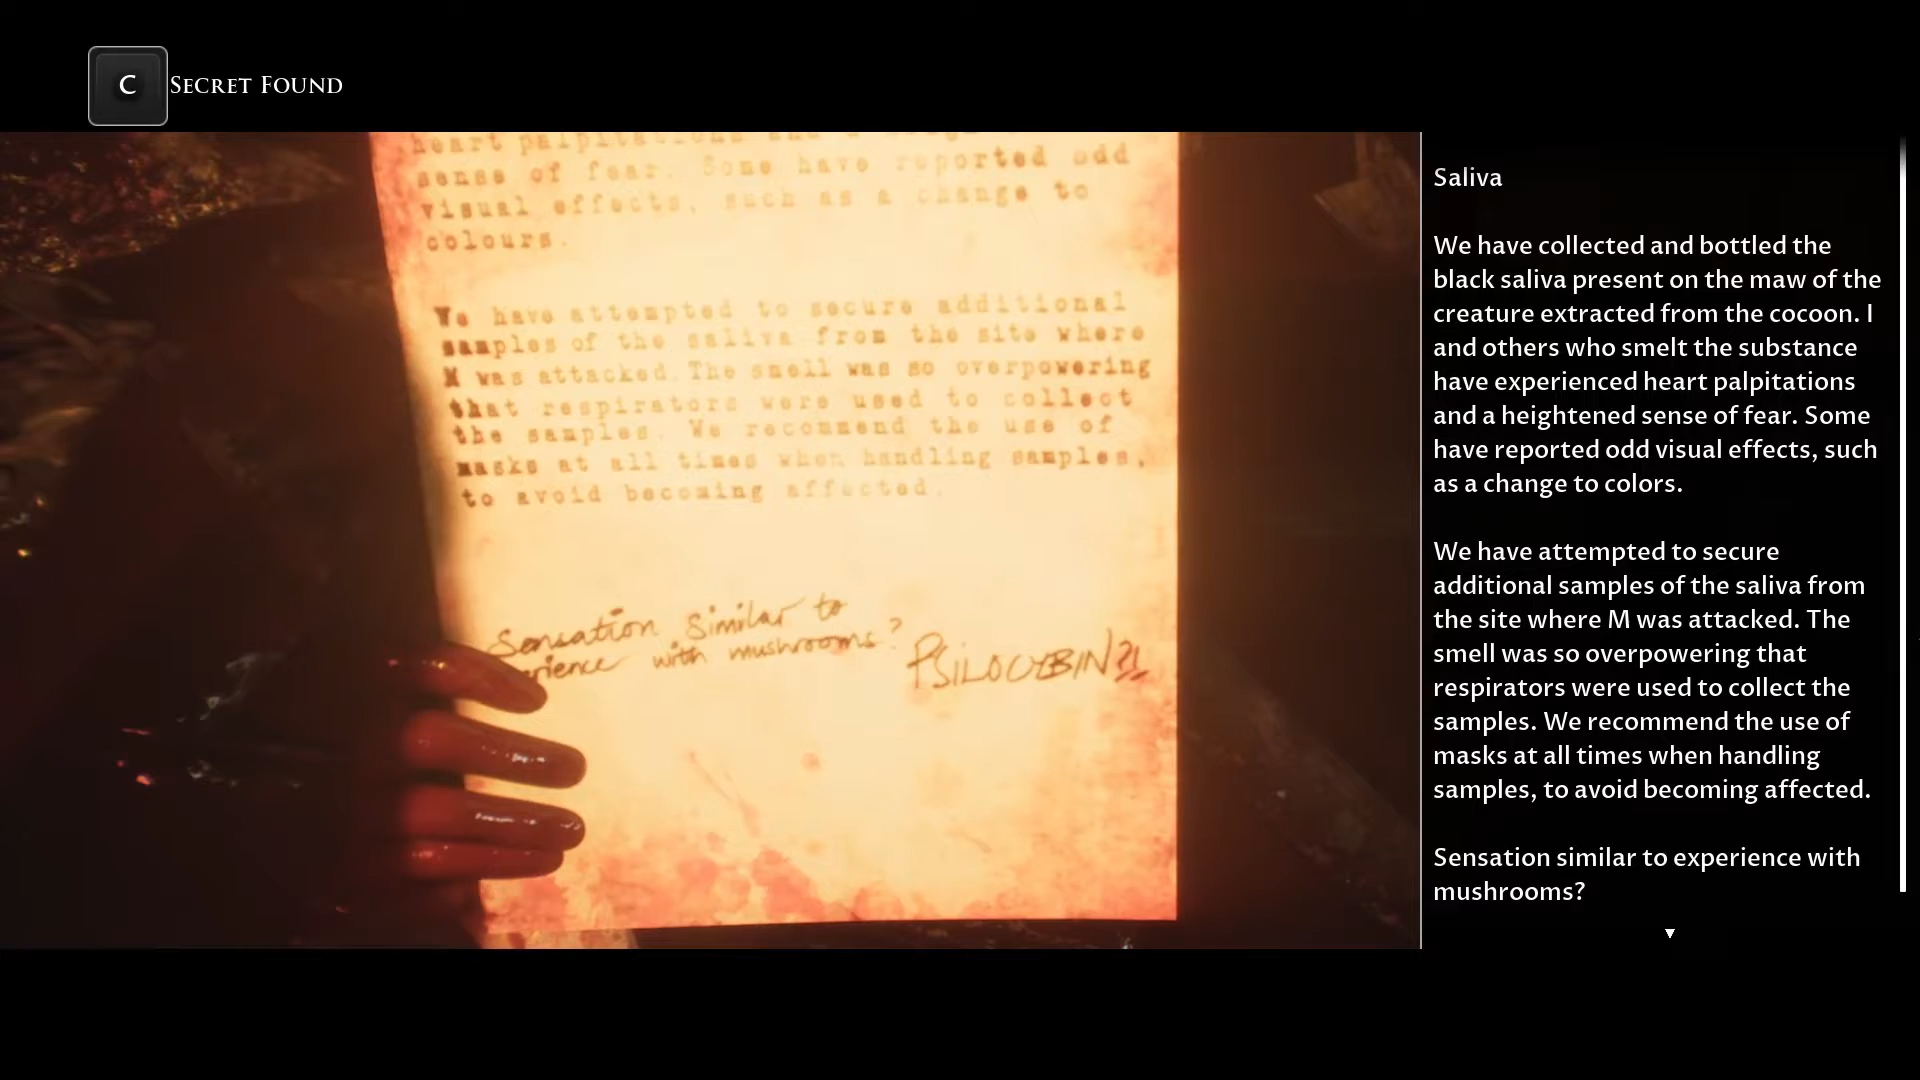 C
SECRET FOUND
heart palpitations and a
sense of fear. Some have reported odd
visual effects, such as a change to
colours.
We have attempted to secure additional
samples of the saliva from the site where
M was attacked. The smell was so overpowering
that respirators were used to collect
the samples. We recommend the use of
masks at all times when handling samples,
to avoid becoming affected.
Sensation similar to
erience with mushrooms?
PSILOCYBIN?!
Saliva
We have collected and bottled the
black saliva present on the maw of the
creature extracted from the cocoon. I
and others who smelt the substance
have experienced heart palpitations
and a heightened sense of fear. Some
have reported odd visual effects, such
as a change to colors.
We have attempted to secure
additional samples of the saliva from
the site where M was attacked. The
smell was so overpowering that
respirators were used to collect the
samples. We recommend the use of
masks at all times when handling
samples, to avoid becoming affected.
Sensation similar to experience with
mushrooms?